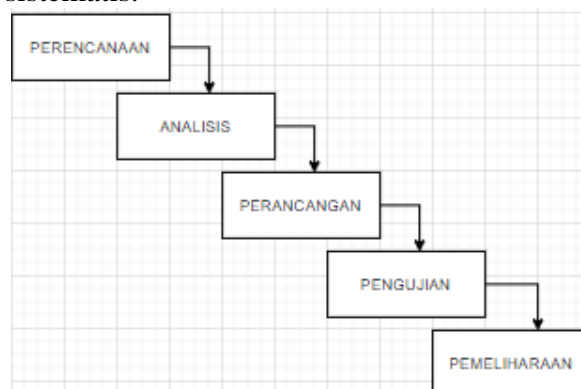 sistematis.
PERENCANAAN
ANALISIS
PERANCANGAN
PENGUJIAN
PEMELIHARAAN